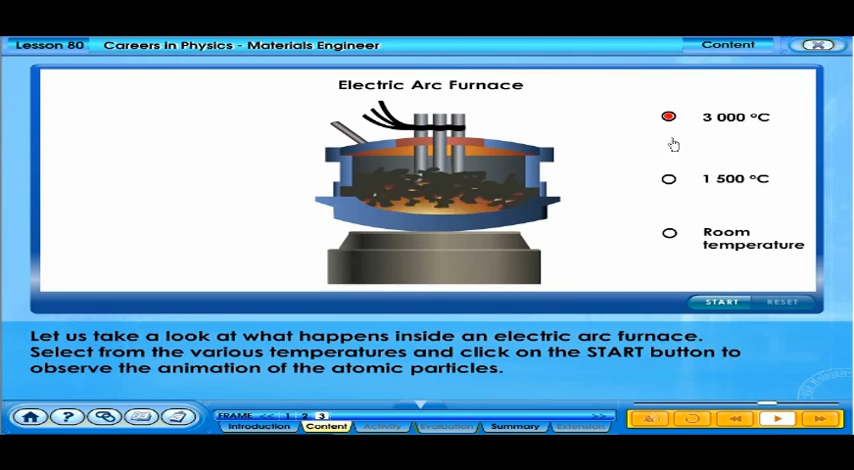 Lesson 80 Careers in Physics - Materials Engineer Content
Electric Arc Furnace
3 000 °C
1 500 °C
Room
temperature
START RESET
Let us take a look at what happens inside an electric arc furnace.
Select from the various temperatures and click on the START button to
observe the animation of the atomic particles.
FRAME << 1 2 3 >>
Introduction Content Activity Evaluation Summary Extension